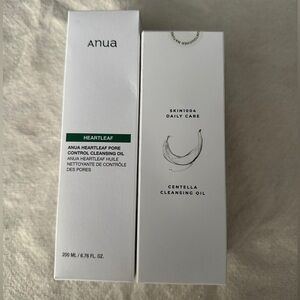 Anua
HEARTLEAF
ANUA HEARTLEAF PORE
CONTROL CLEANSING OIL
ANUA HEARTLEAF HUILE
NETTOYANTE DE CONTRÔLE
DES PORES
200 ML / 6.76 FL. OZ.
SKIN1004
DAILY CARE
CENTELLA
CLEANSING OIL